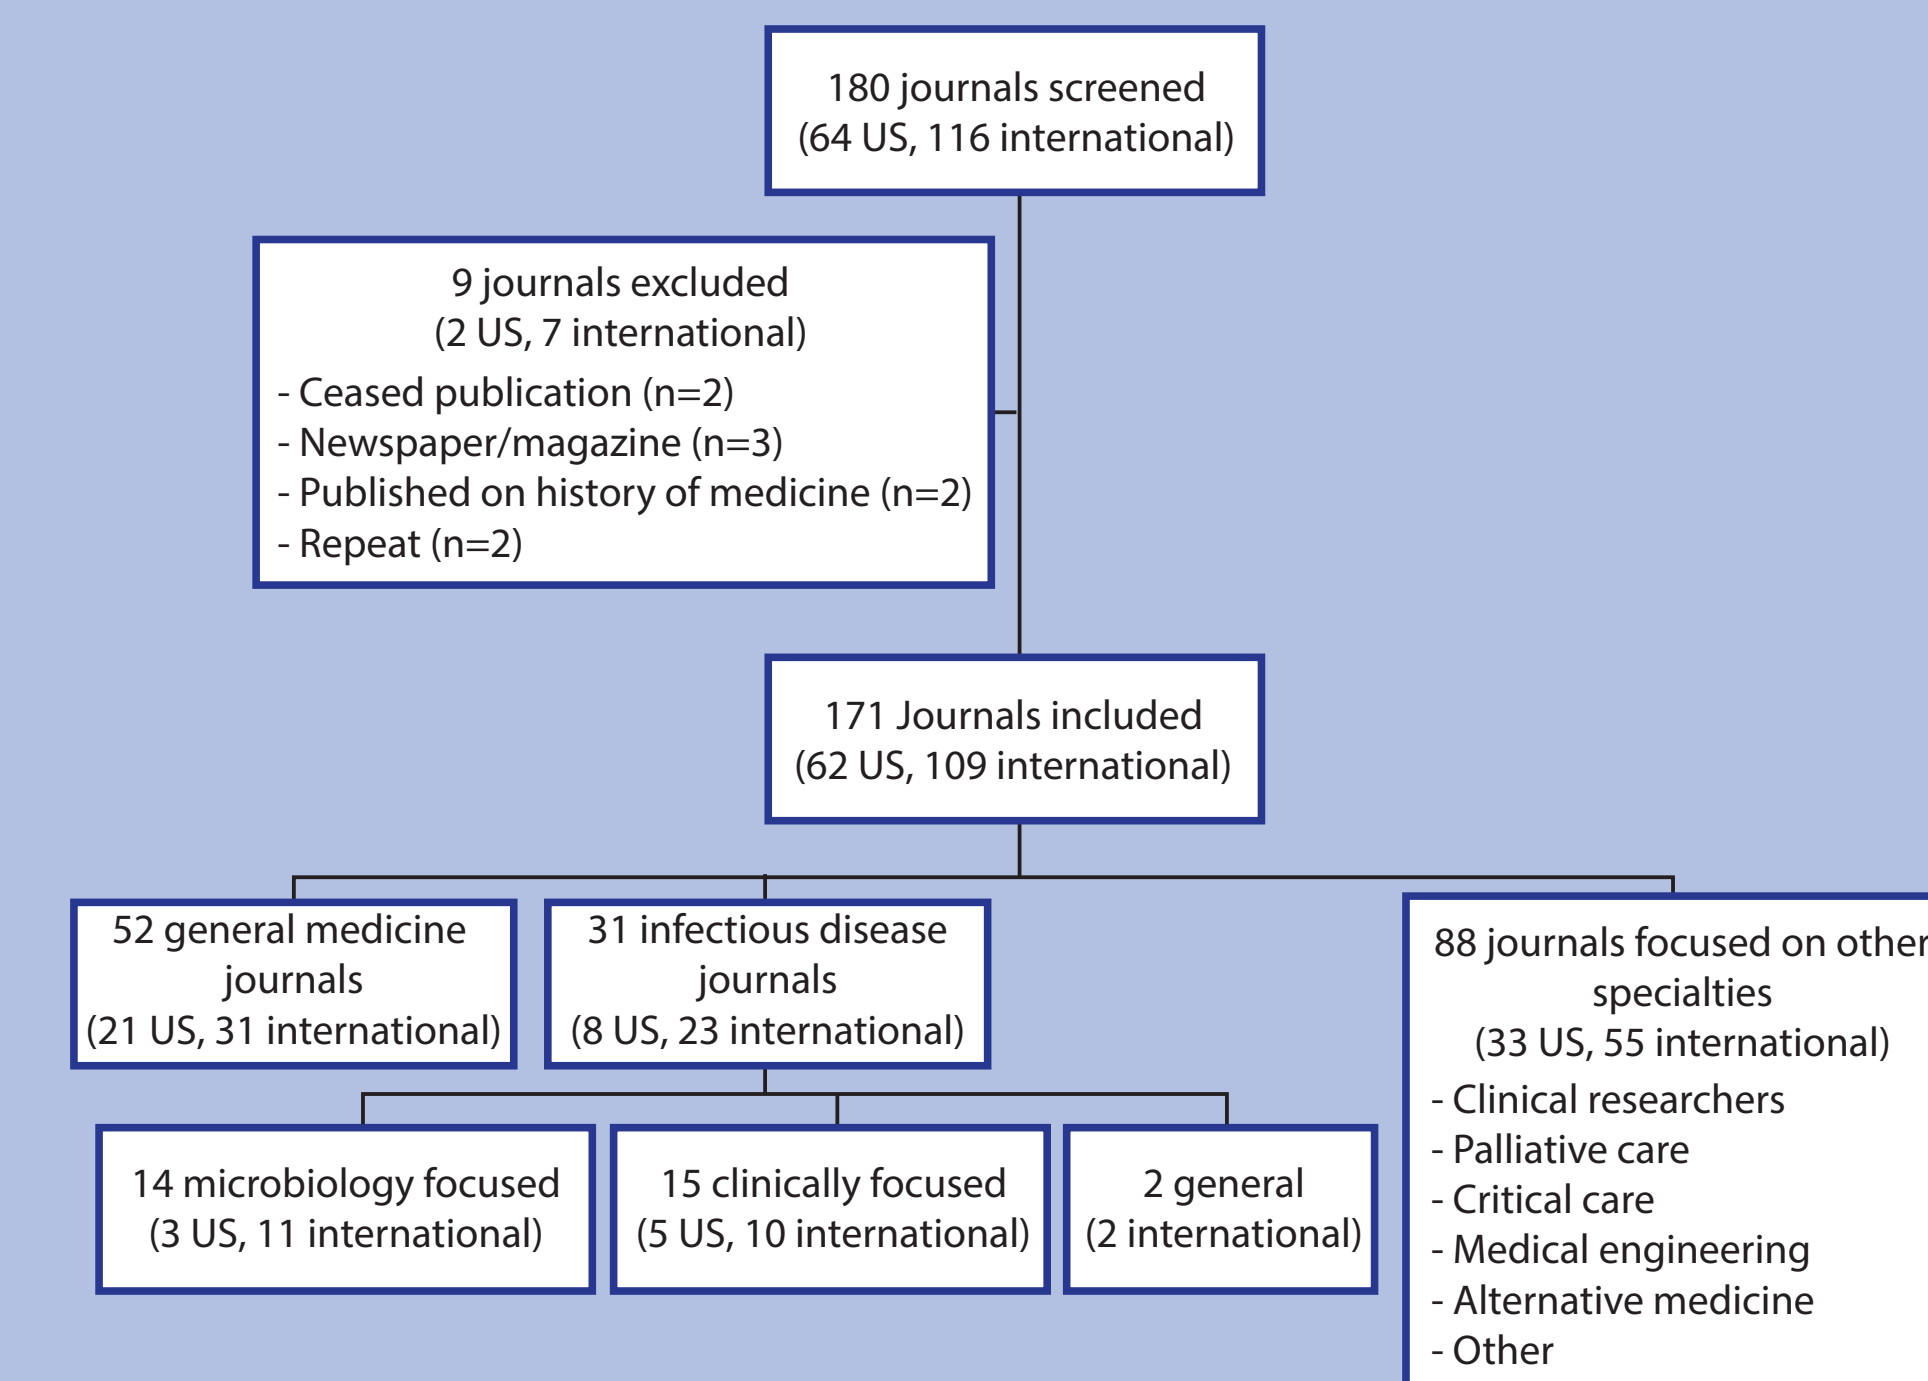 180 journals screened
(64 US, 116 international)
9 journals excluded
(2 US, 7 international)
- Ceased publication (n=2)
- Newspaper/magazine (n=3)
- Published on history of medicine (n=2)
- Repeat (n=2)
171 Journals included
(62 US, 109 international)
52 general medicine
journals
(21 US, 31 international)
31 infectious disease
journals
(8 US, 23 international)
88 journals focused on other
specialties
(33 US, 55 international)
- Clinical researchers
- Palliative care
- Critical care
- Medical engineering
- Alternative medicine
- Other
14 microbiology focused
(3 US, 11 international)
15 clinically focused
(5 US, 10 international)
2 general
(2 international)